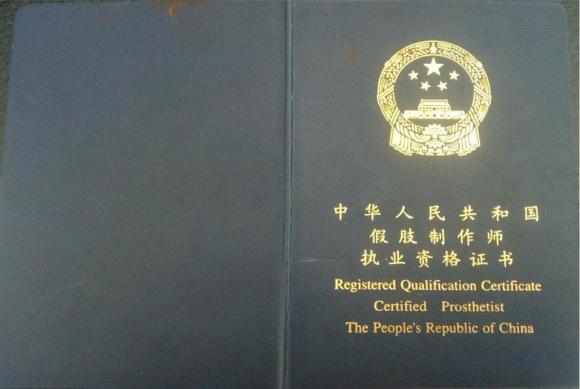 中华人民共和国
假肢制作师
执业资格证书
Registered Qualification Certificate
Certified Prosthetist
The People's Republic of China